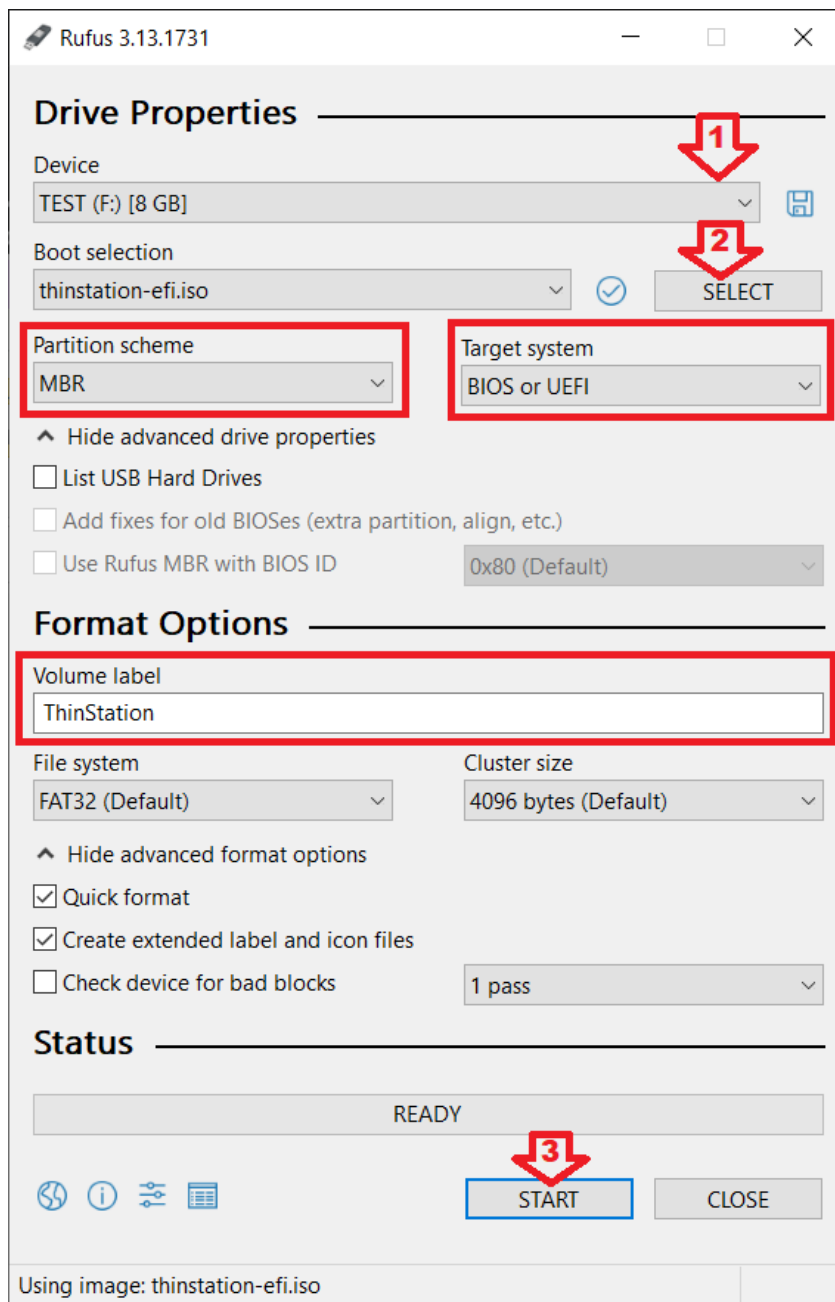 Rufus 3.13.1731
Drive Properties
1
Device
TEST (F:) [8 GB]
2
Boot selection
thinstation-efi.iso
SELECT
Partition scheme
Target system
MBR
BIOS or UEFI
Hide advanced drive properties
List USB Hard Drives
Add fixes for old BIOSes (extra partition, align, etc.)
Use Rufus MBR with BIOS ID
0x80 (Default)
Format Options
Volume label
ThinStation
File system
Cluster size
FAT32 (Default)
4096 bytes (Default)
Hide advanced format options
Quick format
Create extended label and icon files
Check device for bad blocks
1 pass
Status
READY
3
START
CLOSE
Using image: thinstation-efi.iso